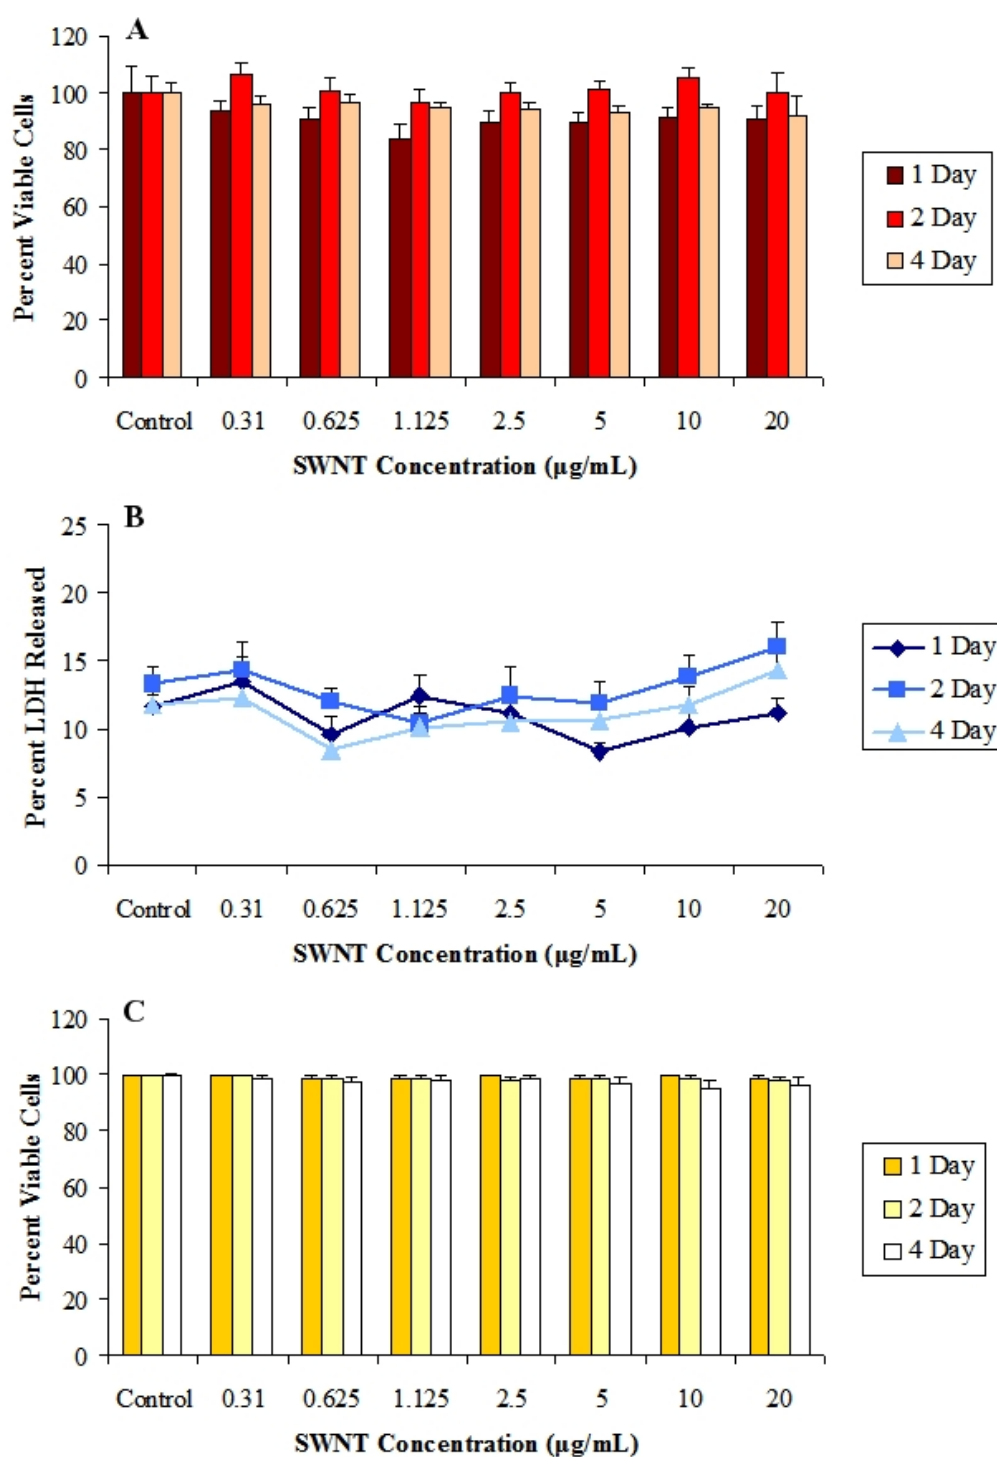 A
120
100
80
60
40
20
0
Percent Viable Cells
Control 0.31 0.625 1.125 2.5 5 10 20
SWNT Concentration (µg/mL)
1 Day
2 Day
4 Day
B
25
20
15
10
5
0
Percent LDH Released
Control 0.31 0.625 1.125 2.5 5 10 20
SWNT Concentration (µg/mL)
1 Day
2 Day
4 Day
C
120
100
80
60
40
20
0
Percent Viable Cells
Control 0.31 0.625 1.125 2.5 5 10 20
SWNT Concentration (µg/mL)
1 Day
2 Day
4 Day